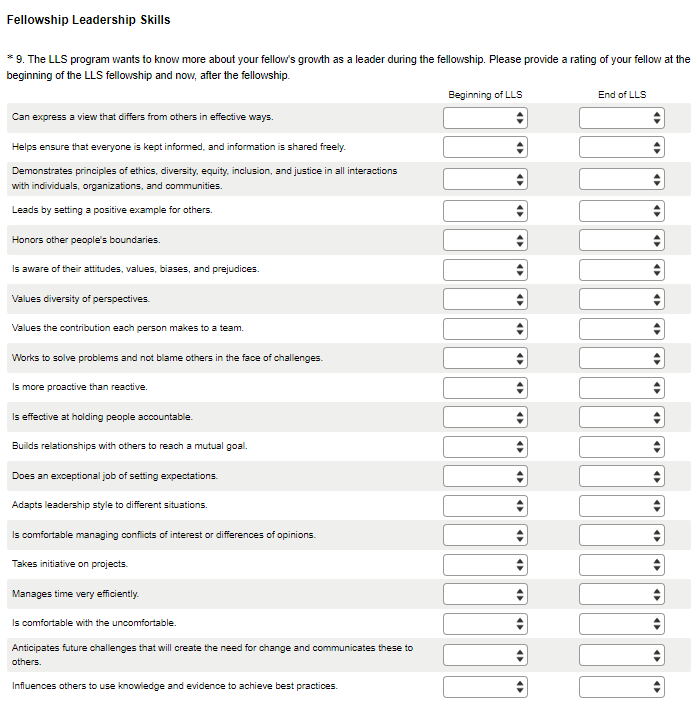 Fellowship Leadership Skills
* 9. The LLS program wants to know more about your fellow's growth as a leader during the fellowship. Please provide a rating of your fellow at the
beginning of the LLS fellowship and now, after the fellowship.
Beginning of LLS End of LLS
Can express a view that differs from others in effective ways.
Helps ensure that everyone is kept informed, and information is shared freely.
Demonstrates principles of ethics, diversity, equity, inclusion, and justice in all interactions
with individuals, organizations, and communities.
Leads by setting a positive example for others.
Honors other people's boundaries.
Is aware of their attitudes, values, biases, and prejudices.
Values diversity of perspectives.
Values the contribution each person makes to a team.
Works to solve problems and not blame others in the face of challenges.
Is more proactive than reactive.
Is effective at holding people accountable.
Builds relationships with others to reach a mutual goal.
Does an exceptional job of setting expectations.
Adapts leadership style to different situations.
Is comfortable managing conflicts of interest or differences of opinions.
Takes initiative on projects.
Manages time very efficiently.
Is comfortable with the uncomfortable.
Anticipates future challenges that will create the need for change and communicates these to
others.
Influences others to use knowledge and evidence to achieve best practices.